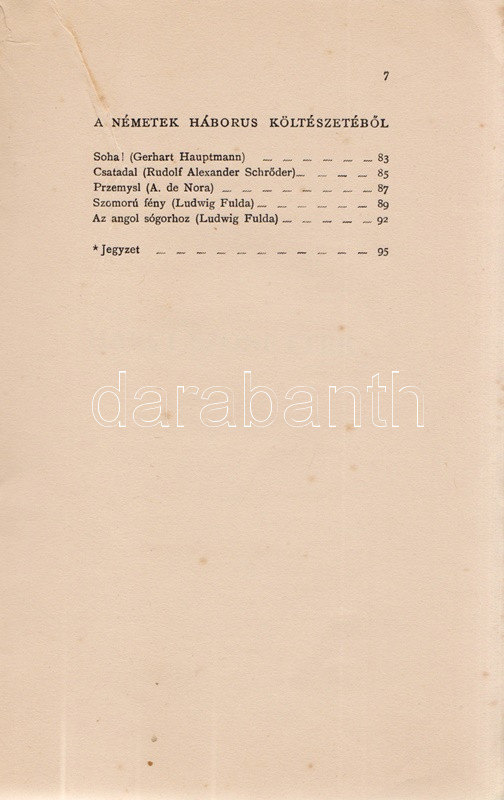 7
A NÉMETEK HÁBORUS KÖLTÉSZETÉBŐL
Soha! (Gerhart Hauptmann) — — — — — — 83
Csatadal (Rudolf Alexander Schrőder)— — — — 85
Przemysl (A. de Nora) — — — — — — — — 87
Szomorú fény (Ludwig Fulda) — — — — — — 89
Az angol sógorhoz (Ludwig Fulda) — — — — — 92
* Jegyzet — — — — — — — — — — — 95
darabanth